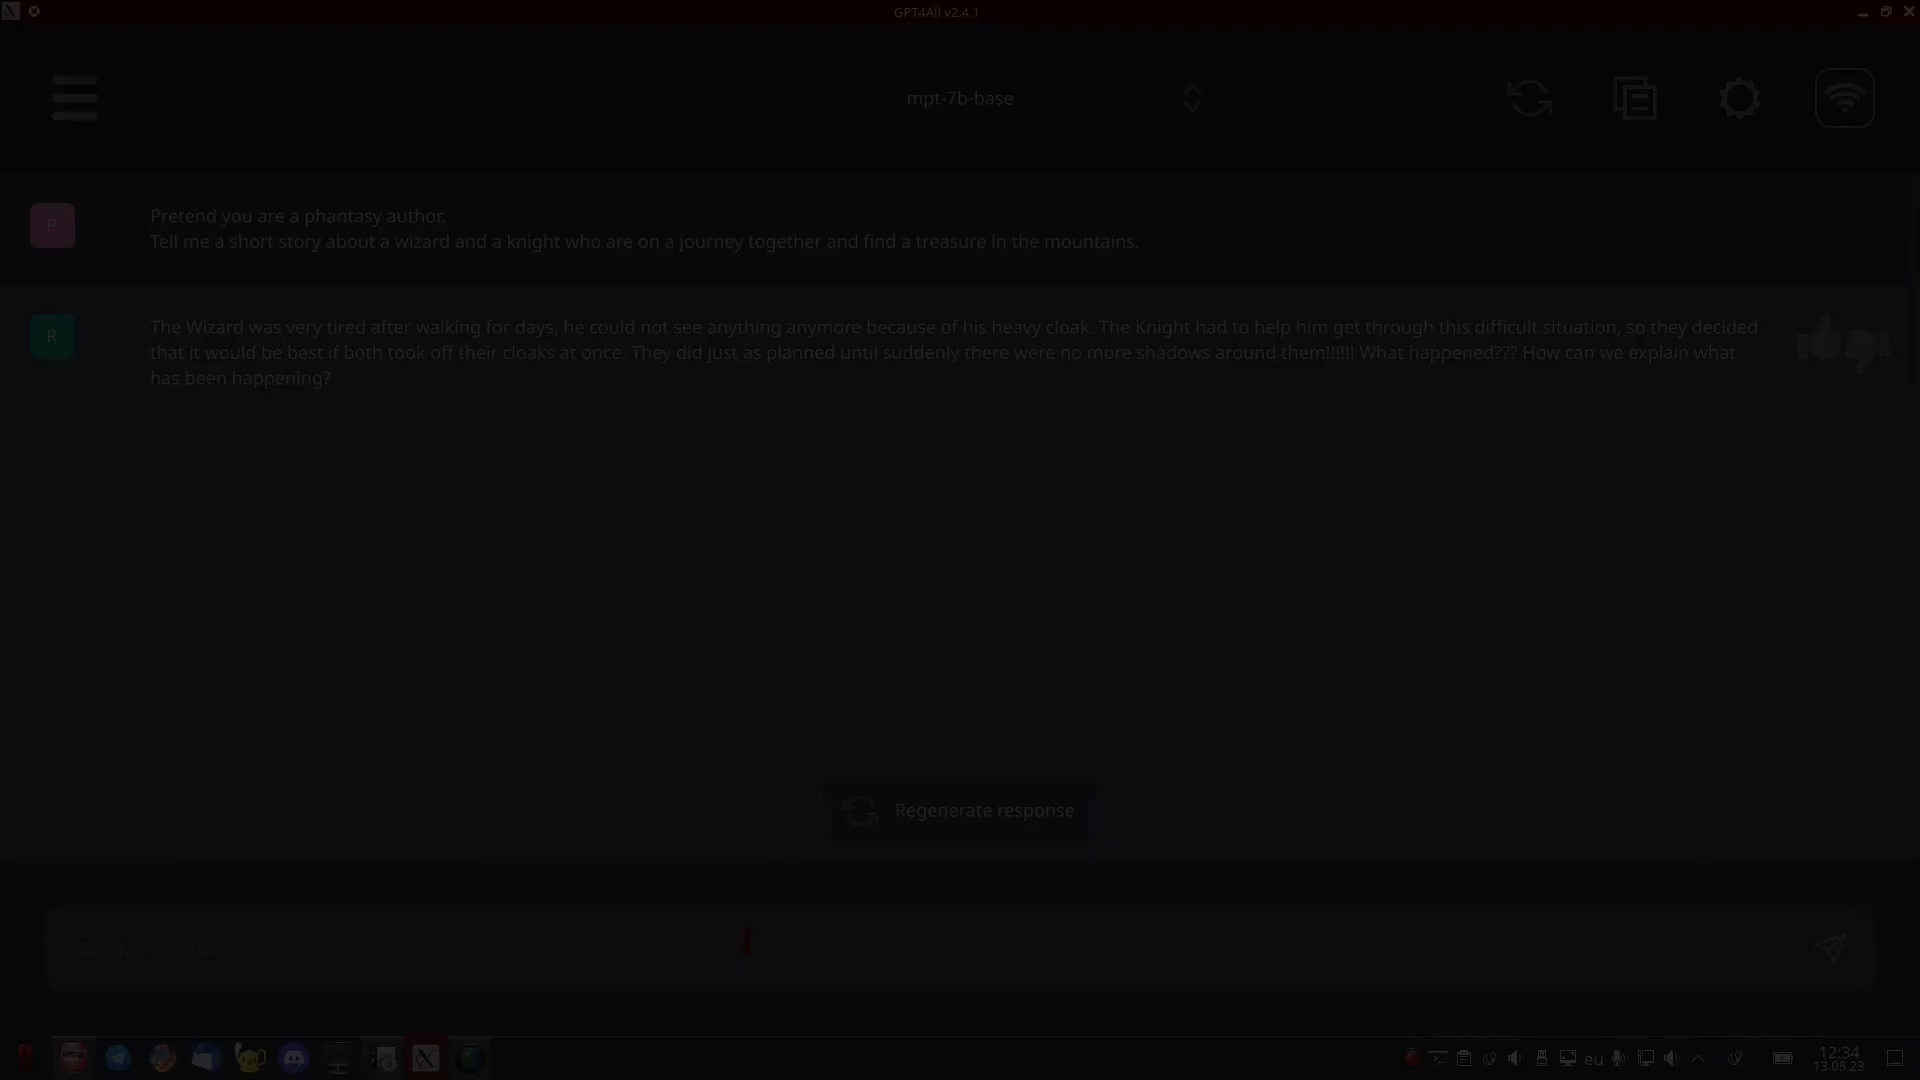 GPT4All v2.4.1
mpt-7b-base
P
Pretend you are a phantasy author.
Tell me a short story about a wizard and a knight who are on a journey together and find a treasure in the mountains.
R
The Wizard was very tired after walking for days, he could not see anything anymore because of his heavy cloak. The Knight had to help him get through this difficult situation, so they decided
that it would be best if both took off their cloaks at once. They did just as planned until suddenly there were no more shadows around them!!!!!! What happened??? How can we explain what
has been happening?
Regenerate response
Send a
eu
12:34
13.05.23